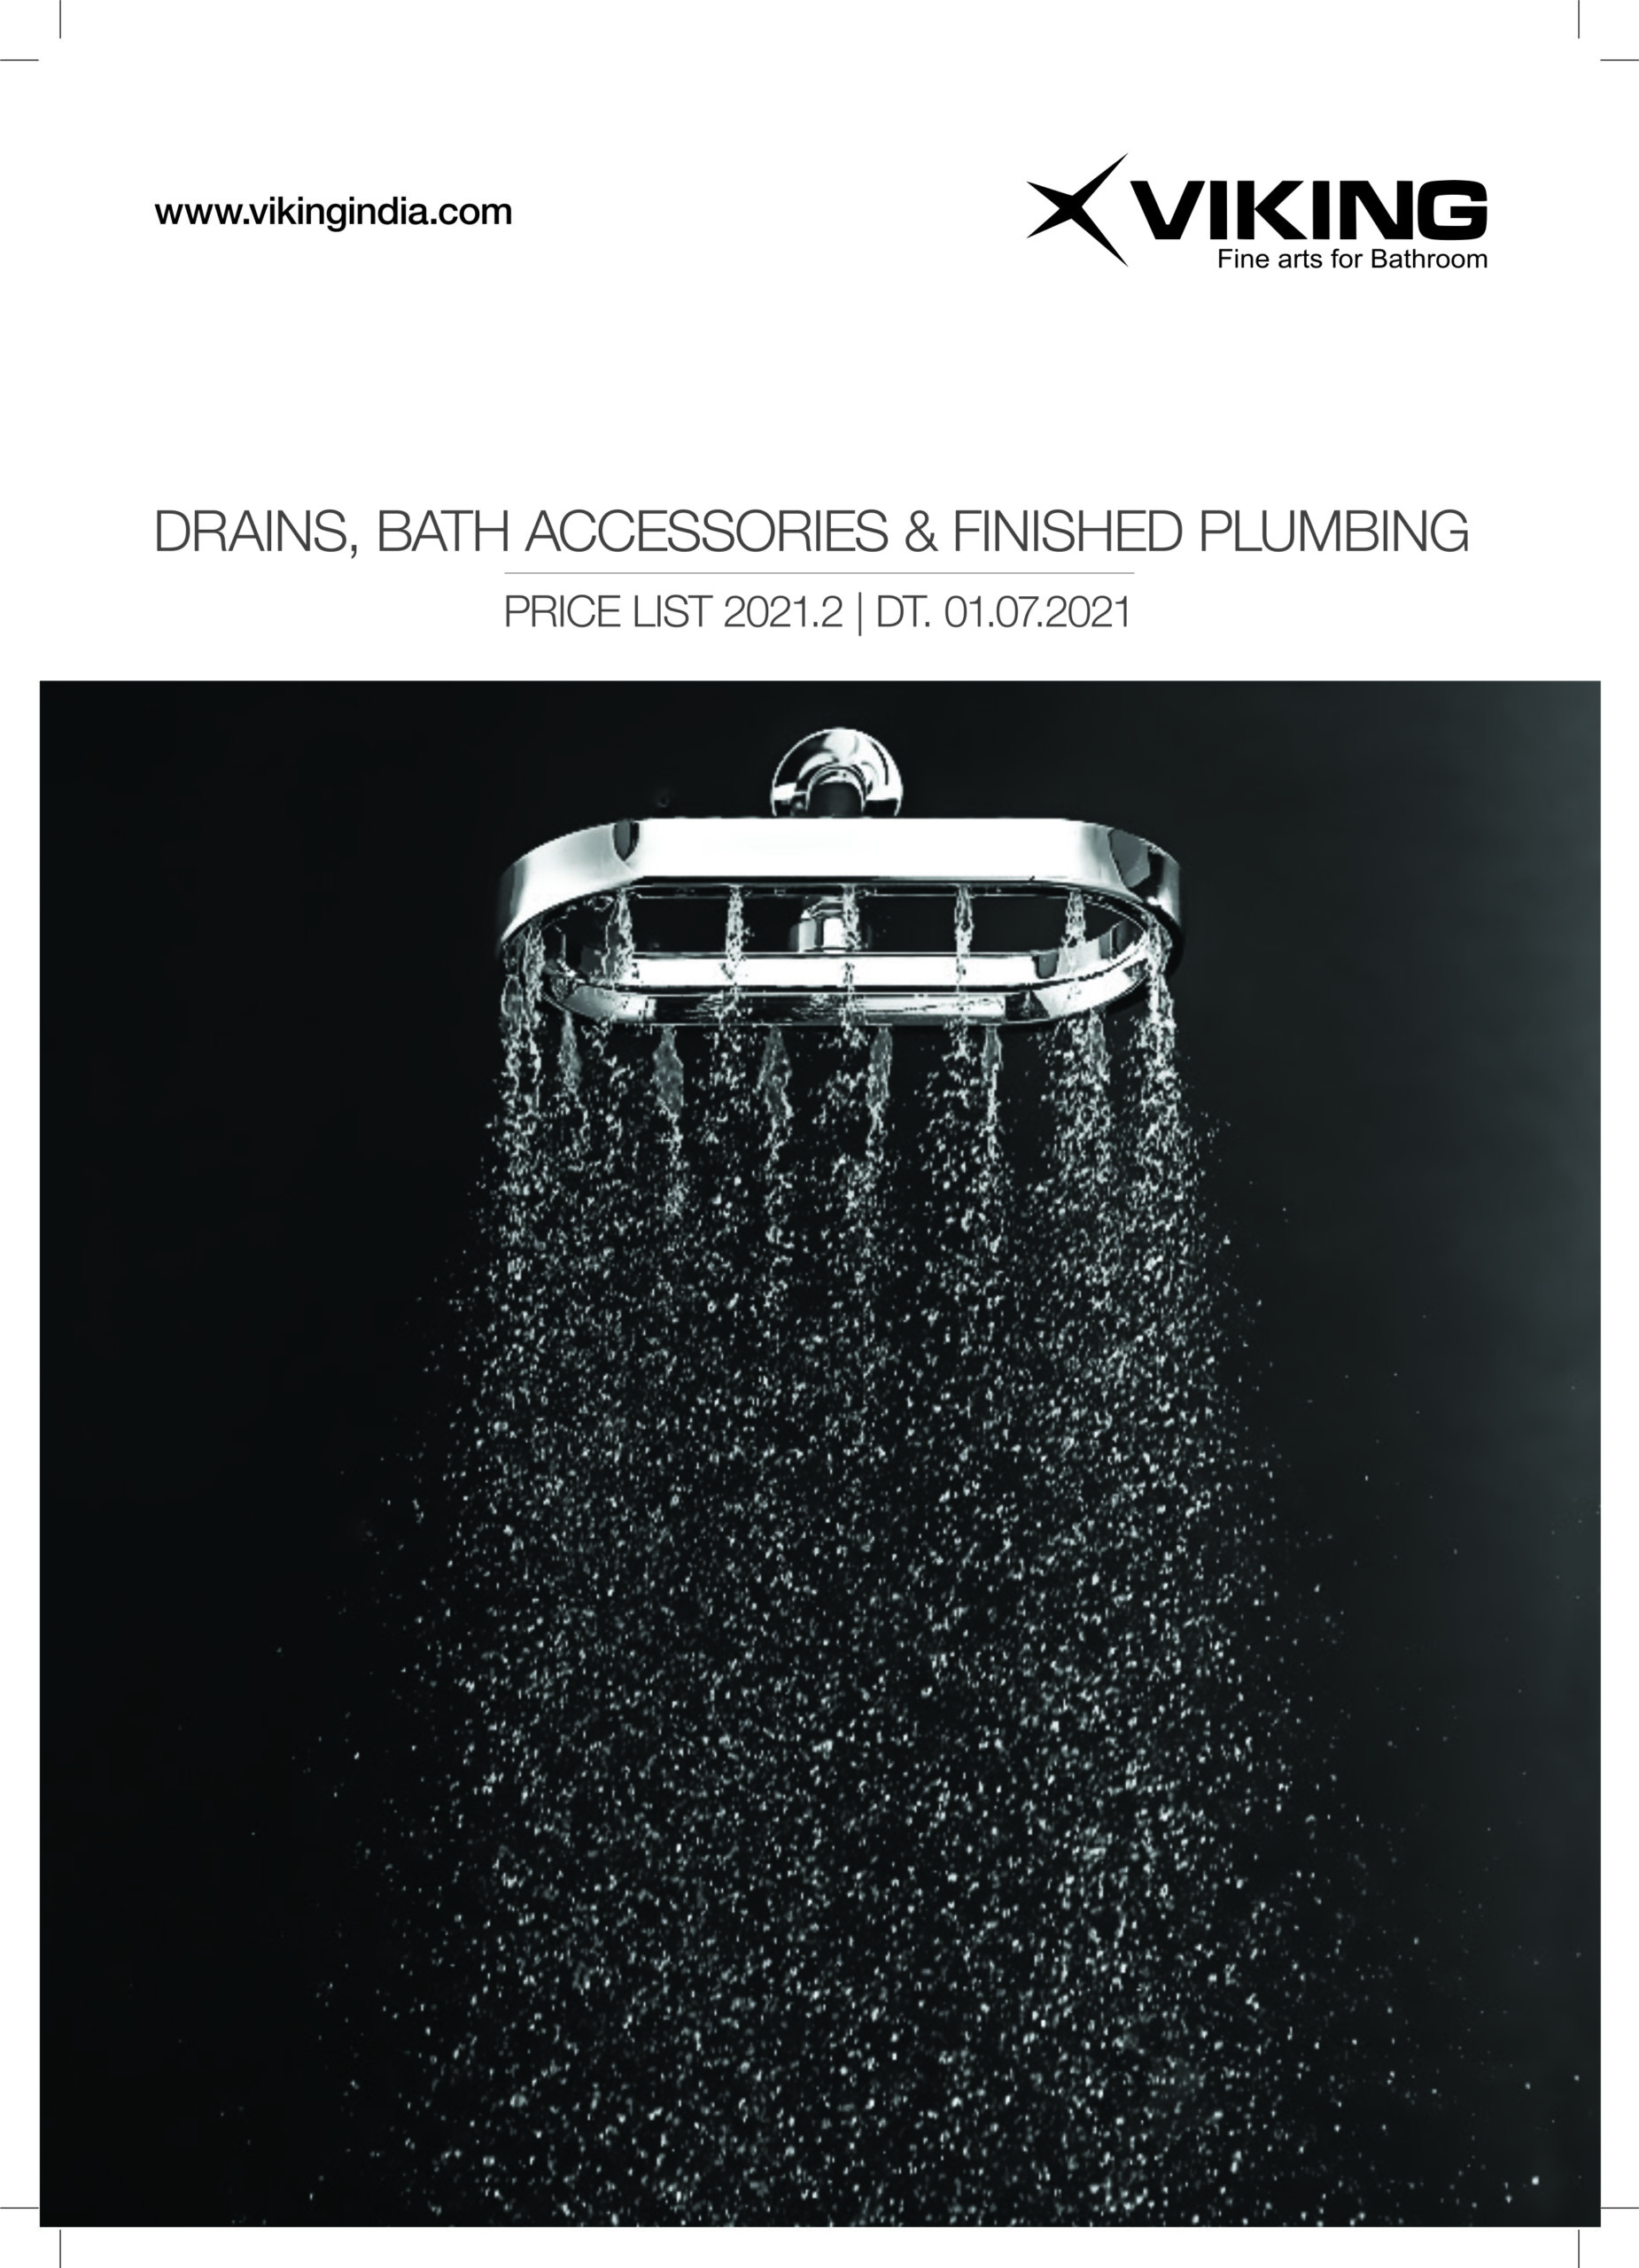 www.vikingindia.com
VIKING
Fine arts for Bathroom
DRAINS, BATH ACCESSORIES & FINISHED PLUMBING
PRICE LIST 2021.2 | DT. 01.07.2021